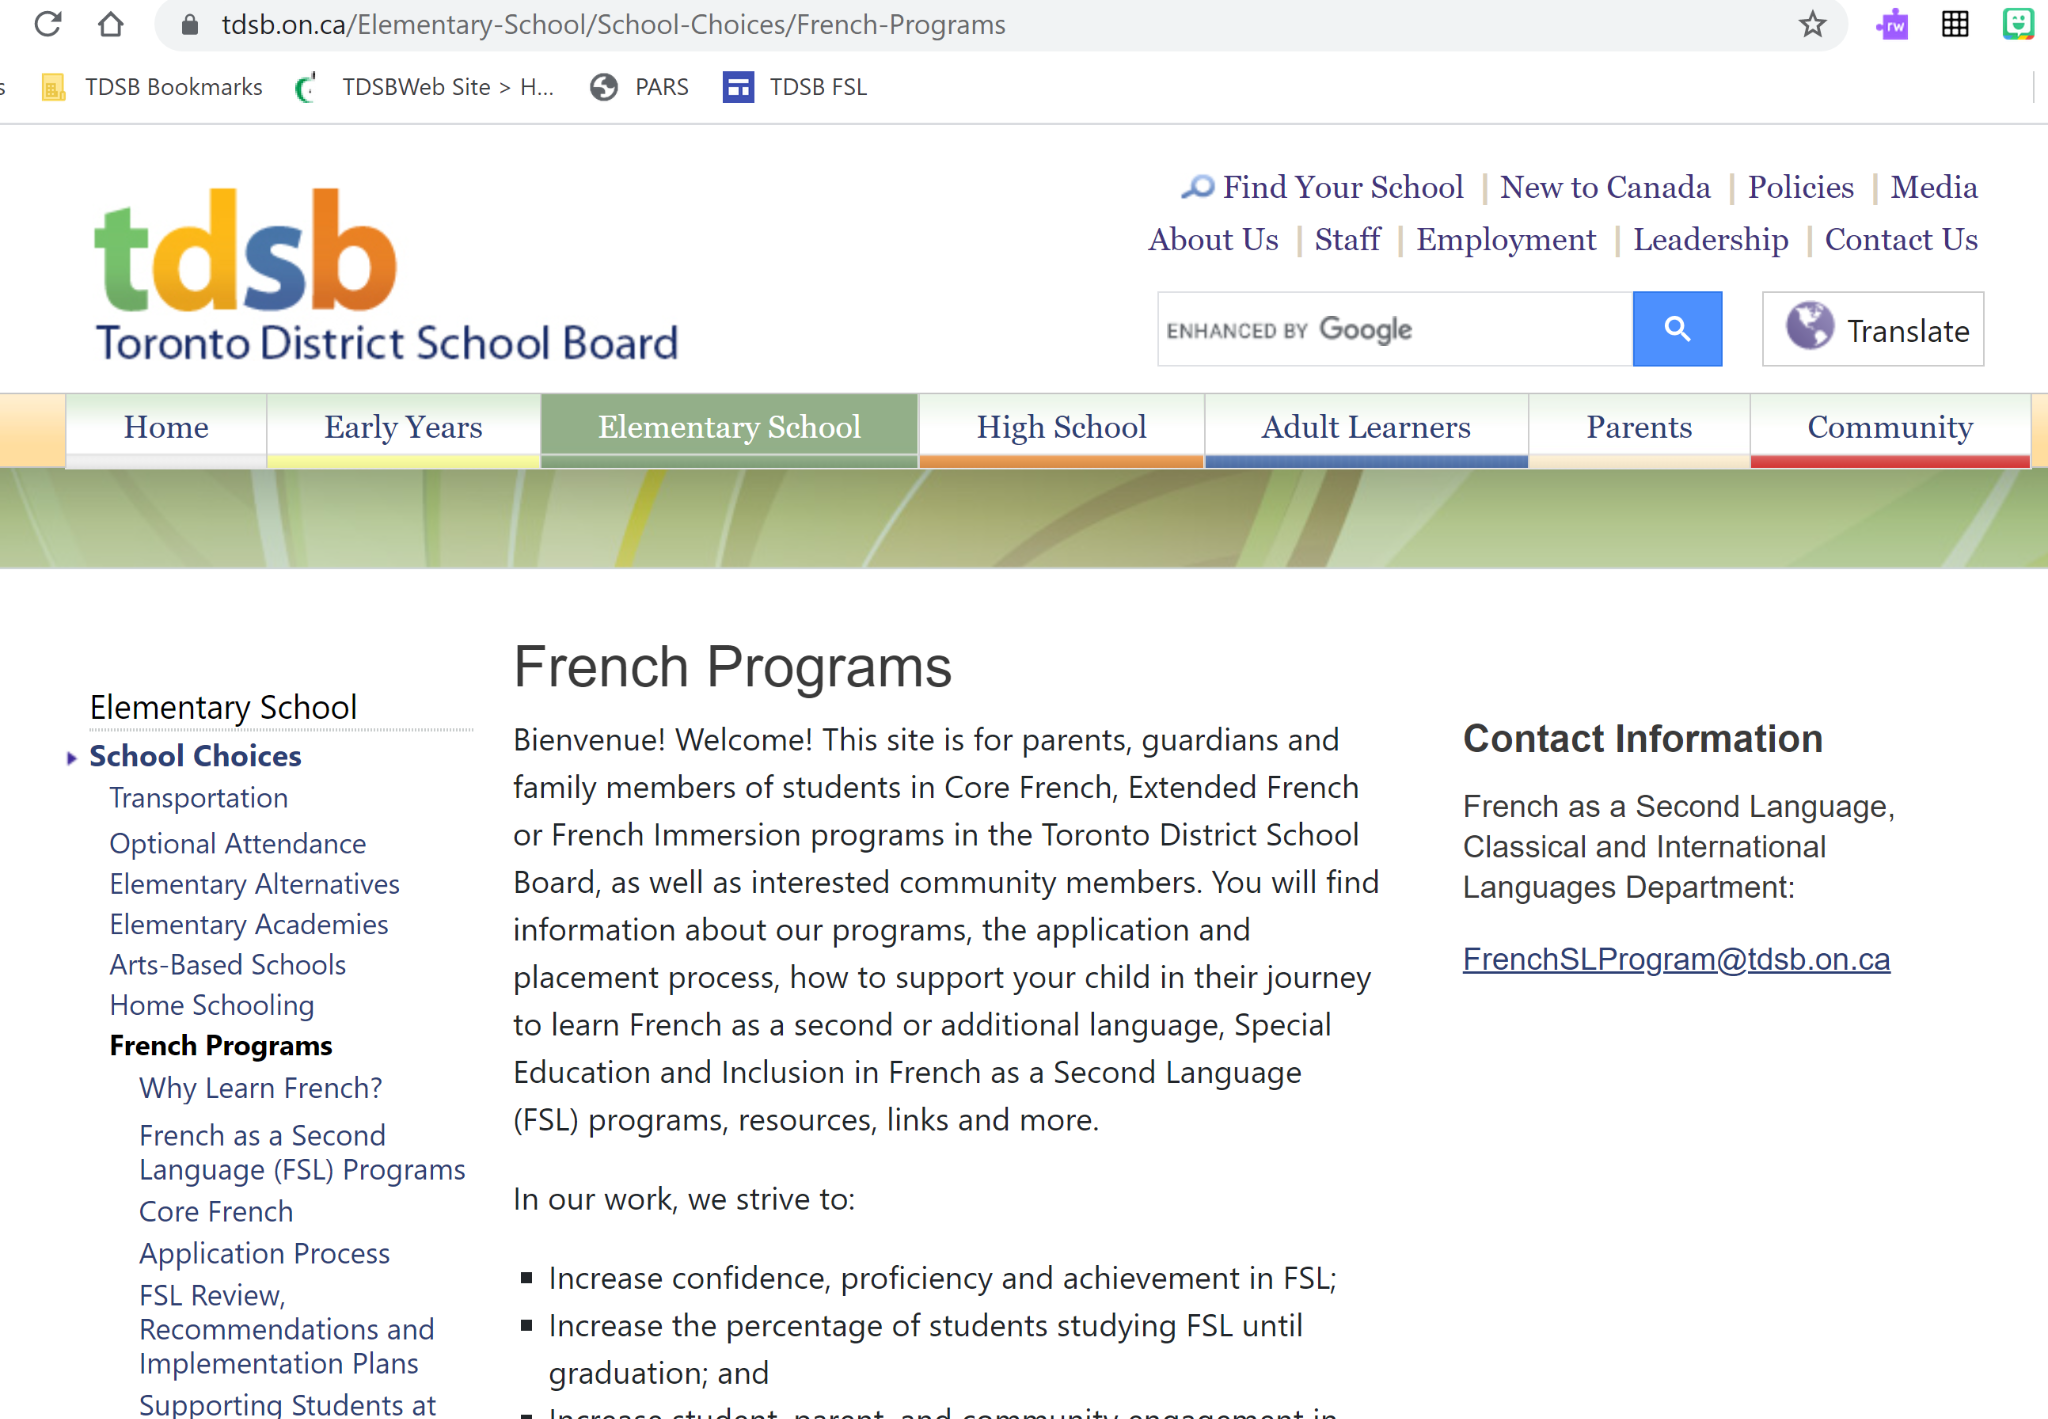 tdsb.on.ca/Elementary-School/School-Choices/French-Programs
rw
s TDSB Bookmarks TDSBWeb Site > H... PARS TDSB FSL
tdsb
Toronto District School Board
Find Your School | New to Canada | Policies | Media
About Us | Staff | Employment | Leadership | Contact Us
ENHANCED BY Google
Translate
Home Early Years Elementary School High School Adult Learners Parents Community
Elementary School
School Choices
Transportation
Optional Attendance
Elementary Alternatives
Elementary Academies
Arts-Based Schools
Home Schooling
French Programs
Why Learn French?
French as a Second
Language (FSL) Programs
Core French
Application Process
FSL Review,
Recommendations and
Implementation Plans
Supporting Students at
French Programs
Bienvenue! Welcome! This site is for parents, guardians and
family members of students in Core French, Extended French
or French Immersion programs in the Toronto District School
Board, as well as interested community members. You will find
information about our programs, the application and
placement process, how to support your child in their journey
to learn French as a second or additional language, Special
Education and Inclusion in French as a Second Language
(FSL) programs, resources, links and more.
In our work, we strive to:
▪ Increase confidence, proficiency and achievement in FSL;
▪ Increase the percentage of students studying FSL until
graduation; and
▪ Increase student, parent, and community engagement in
Contact Information
French as a Second Language,
Classical and International
Languages Department:
FrenchSLProgram@tdsb.on.ca